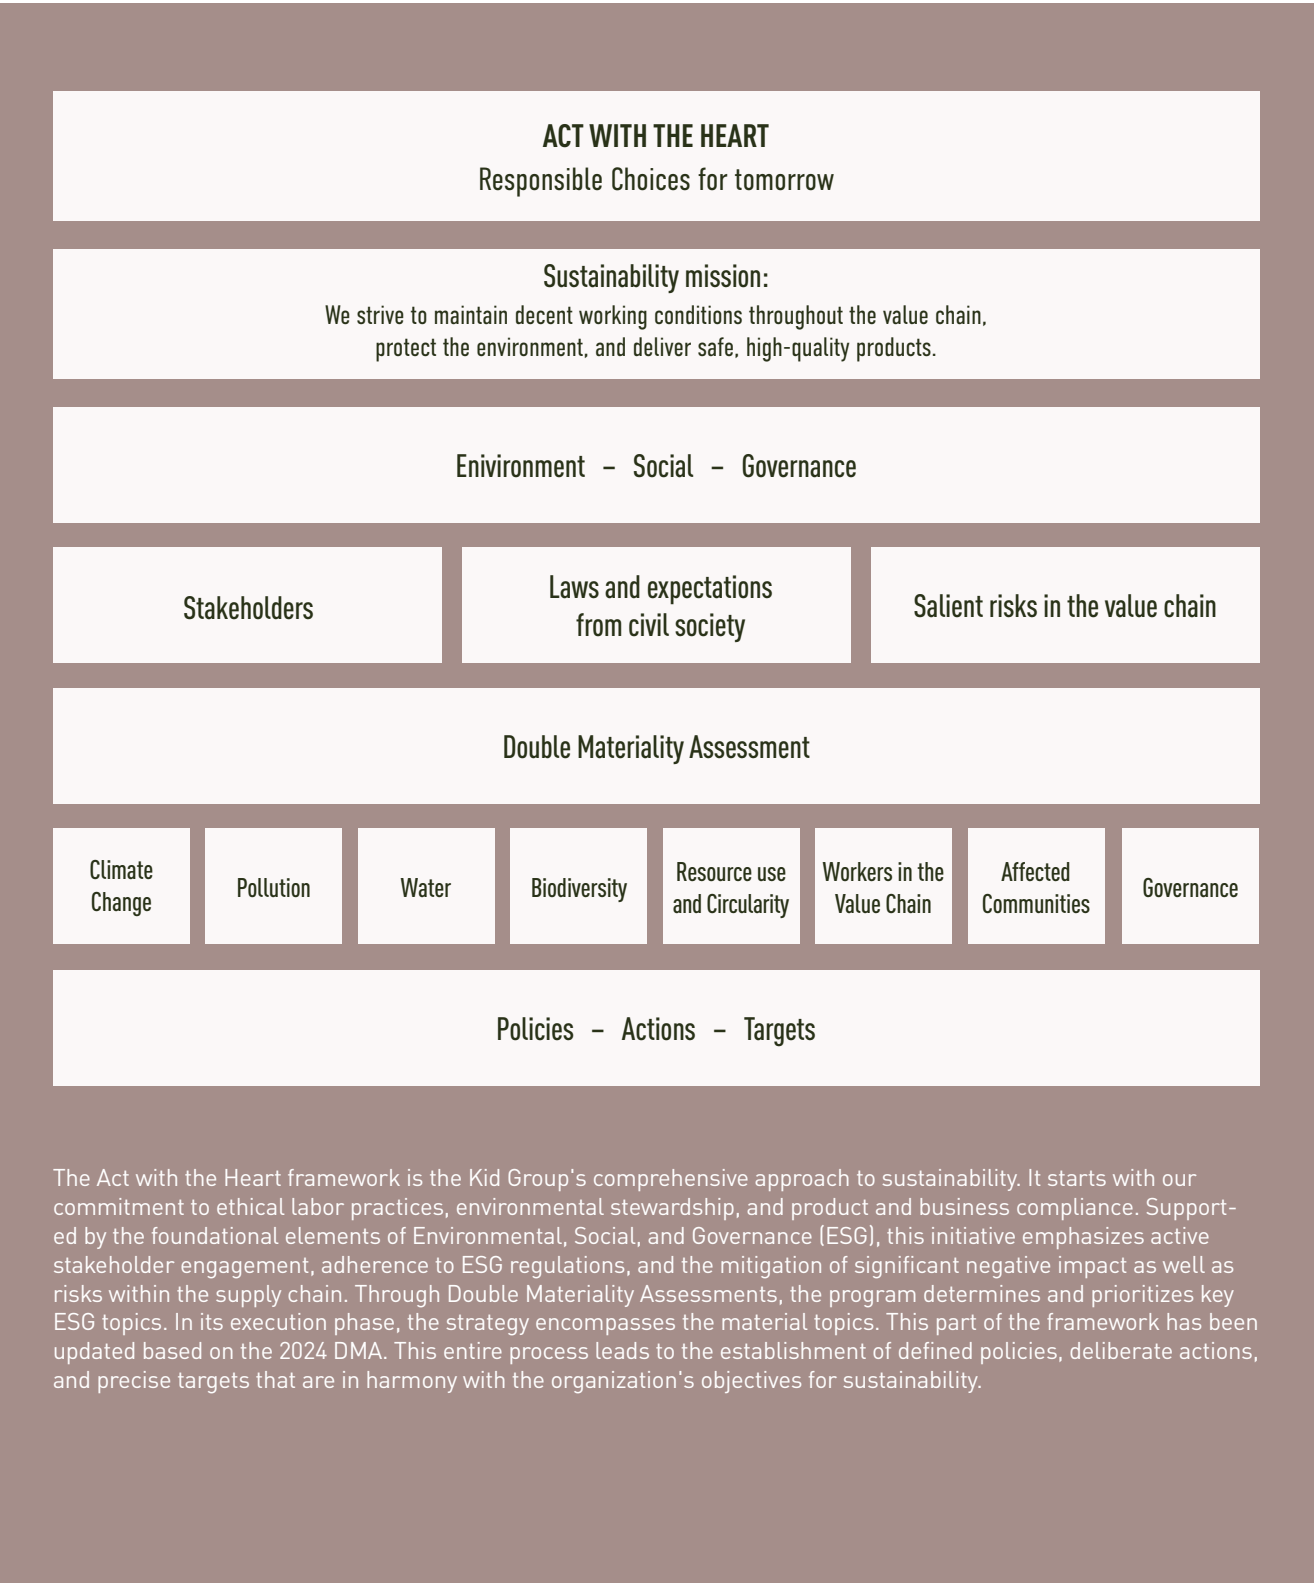 ACT WITH THE HEART
Responsible Choices for tomorrow
Sustainability mission:
We strive to maintain decent working conditions throughout the value chain,
protect the environment, and deliver safe, high-quality products.
Enivironment – Social – Governance
Stakeholders
Laws and expectations
from civil society
Salient risks in the value chain
Double Materiality Assessment
Climate
Change
Pollution
Water
Biodiversity
Resource use
and Circularity
Workers in the
Value Chain
Affected
Communities
Governance
Policies – Actions – Targets
The Act with the Heart framework is the Kid Group's comprehensive approach to sustainability. It starts with our
commitment to ethical labor practices, environmental stewardship, and product and business compliance. Support-
ed by the foundational elements of Environmental, Social, and Governance (ESG), this initiative emphasizes active
stakeholder engagement, adherence to ESG regulations, and the mitigation of significant negative impact as well as
risks within the supply chain. Through Double Materiality Assessments, the program determines and prioritizes key
ESG topics. In its execution phase, the strategy encompasses the material topics. This part of the framework has been
updated based on the 2024 DMA. This entire process leads to the establishment of defined policies, deliberate actions,
and precise targets that are in harmony with the organization's objectives for sustainability.